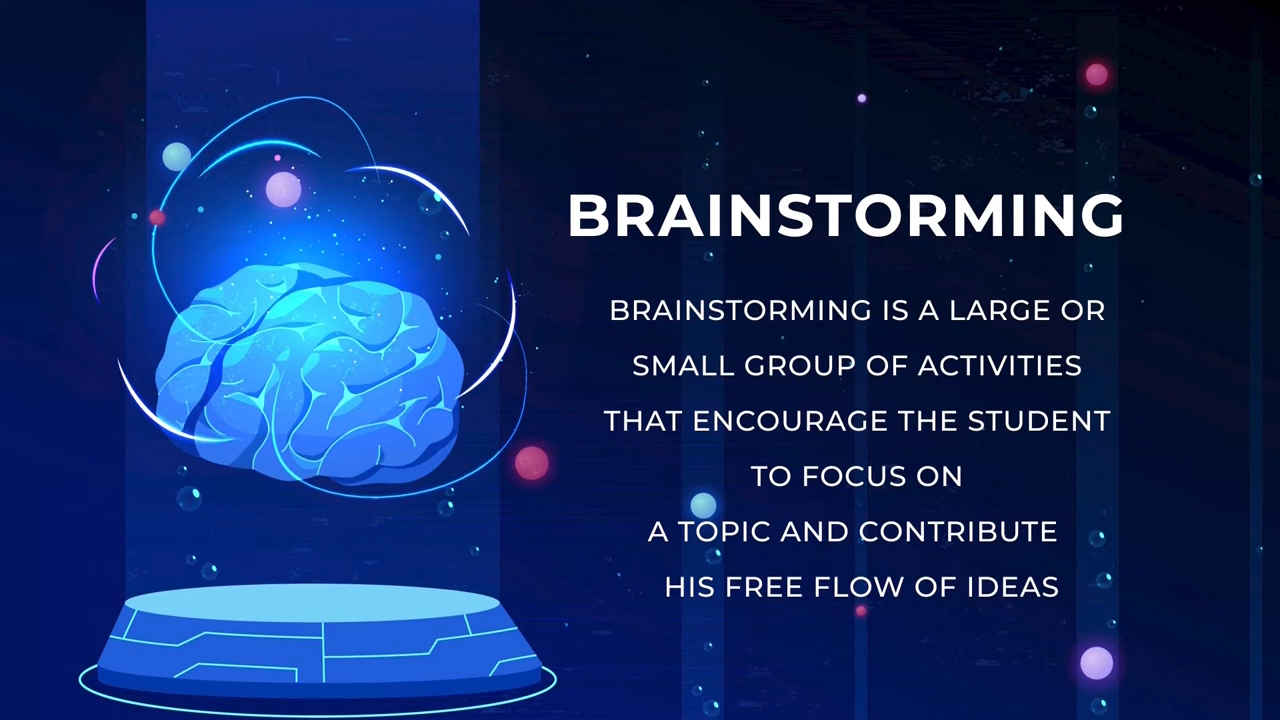 BRAINSTORMING
BRAINSTORMING IS A LARGE OR
SMALL GROUP OF ACTIVITIES
THAT ENCOURAGE THE STUDENT
TO FOCUS ON
A TOPIC AND CONTRIBUTE
HIS FREE FLOW OF IDEAS